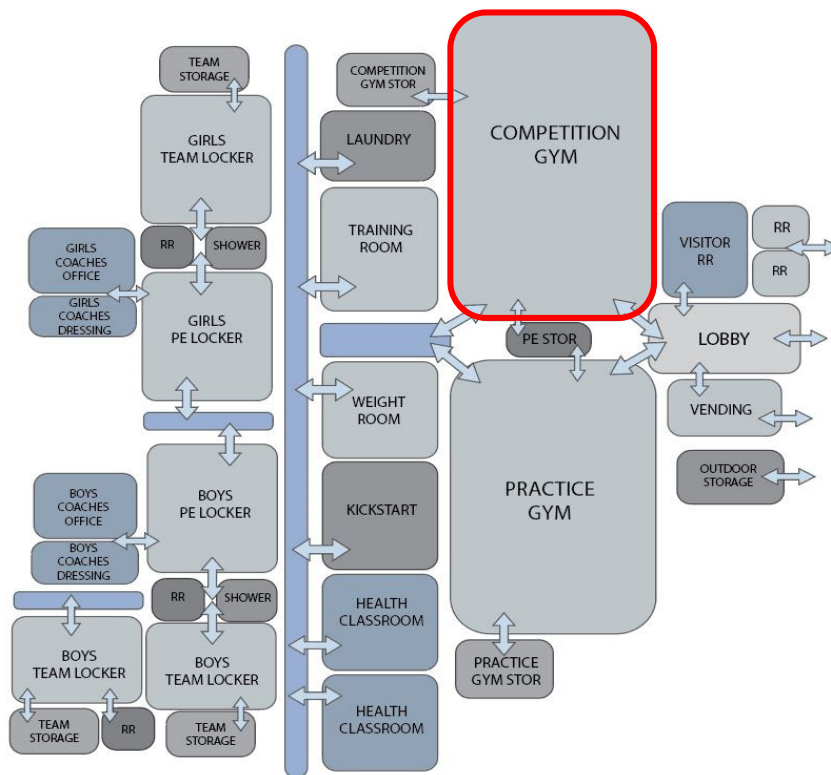 TEAM
STORAGE
GIRLS
TEAM LOCKER
RR
SHOWER
GIRLS
COACHES
OFFICE
GIRLS
COACHES
DRESSING
GIRLS
PE LOCKER
BOYS
COACHES
OFFICE
BOYS
COACHES
DRESSING
BOYS
PE LOCKER
RR
SHOWER
BOYS
TEAM LOCKER
BOYS
TEAM LOCKER
TEAM
STORAGE
RR
TEAM
STORAGE
COMPETITION
GYM STOR
LAUNDRY
TRAINING
ROOM
WEIGHT
ROOM
KICKSTART
HEALTH
CLASSROOM
HEALTH
CLASSROOM
COMPETITION
GYM
PE STOR
PRACTICE
GYM
PRACTICE
GYM STOR
VISITOR
RR
RR
RR
LOBBY
VENDING
OUTDOOR
STORAGE